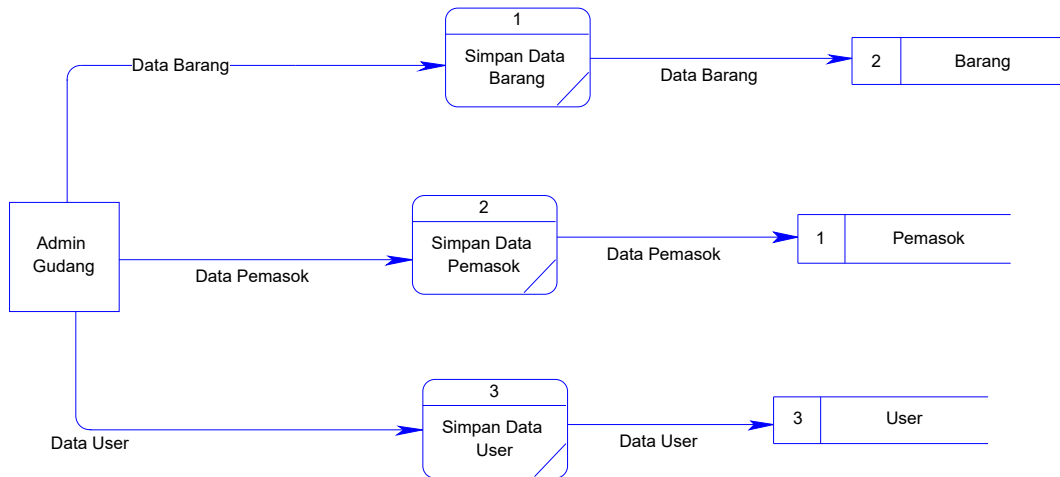 1
Data Barang
Simpan Data
Barang
Data Barang
2
Barang
Admin
Gudang
2
Data Pemasok
Simpan Data
Pemasok
Data Pemasok
1
Pemasok
3
Data User
Simpan Data
User
Data User
3
User